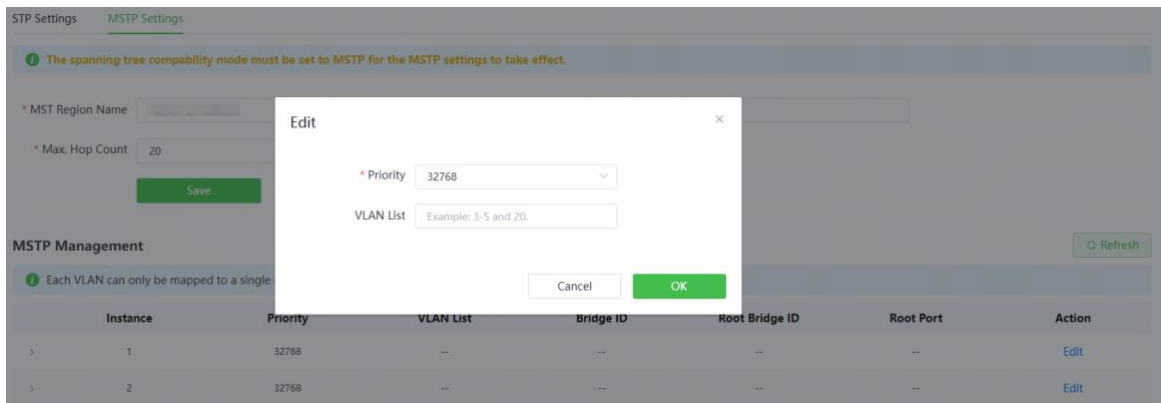 STP Settings MSTP Settings
The spanning tree compability mode must be set to MSTP for the MSTP settings to take effect.
* MST Region Name
* Max. Hop Count 20
Save
Edit
* Priority 32768
VLAN List Example: 3-5 and 20.
Cancel OK
MSTP Management Refresh
Each VLAN can only be mapped to a single
Instance Priority VLAN List Bridge ID Root Bridge ID Root Port Action
1 32768 -- -- -- -- Edit
2 32768 -- -- -- -- Edit